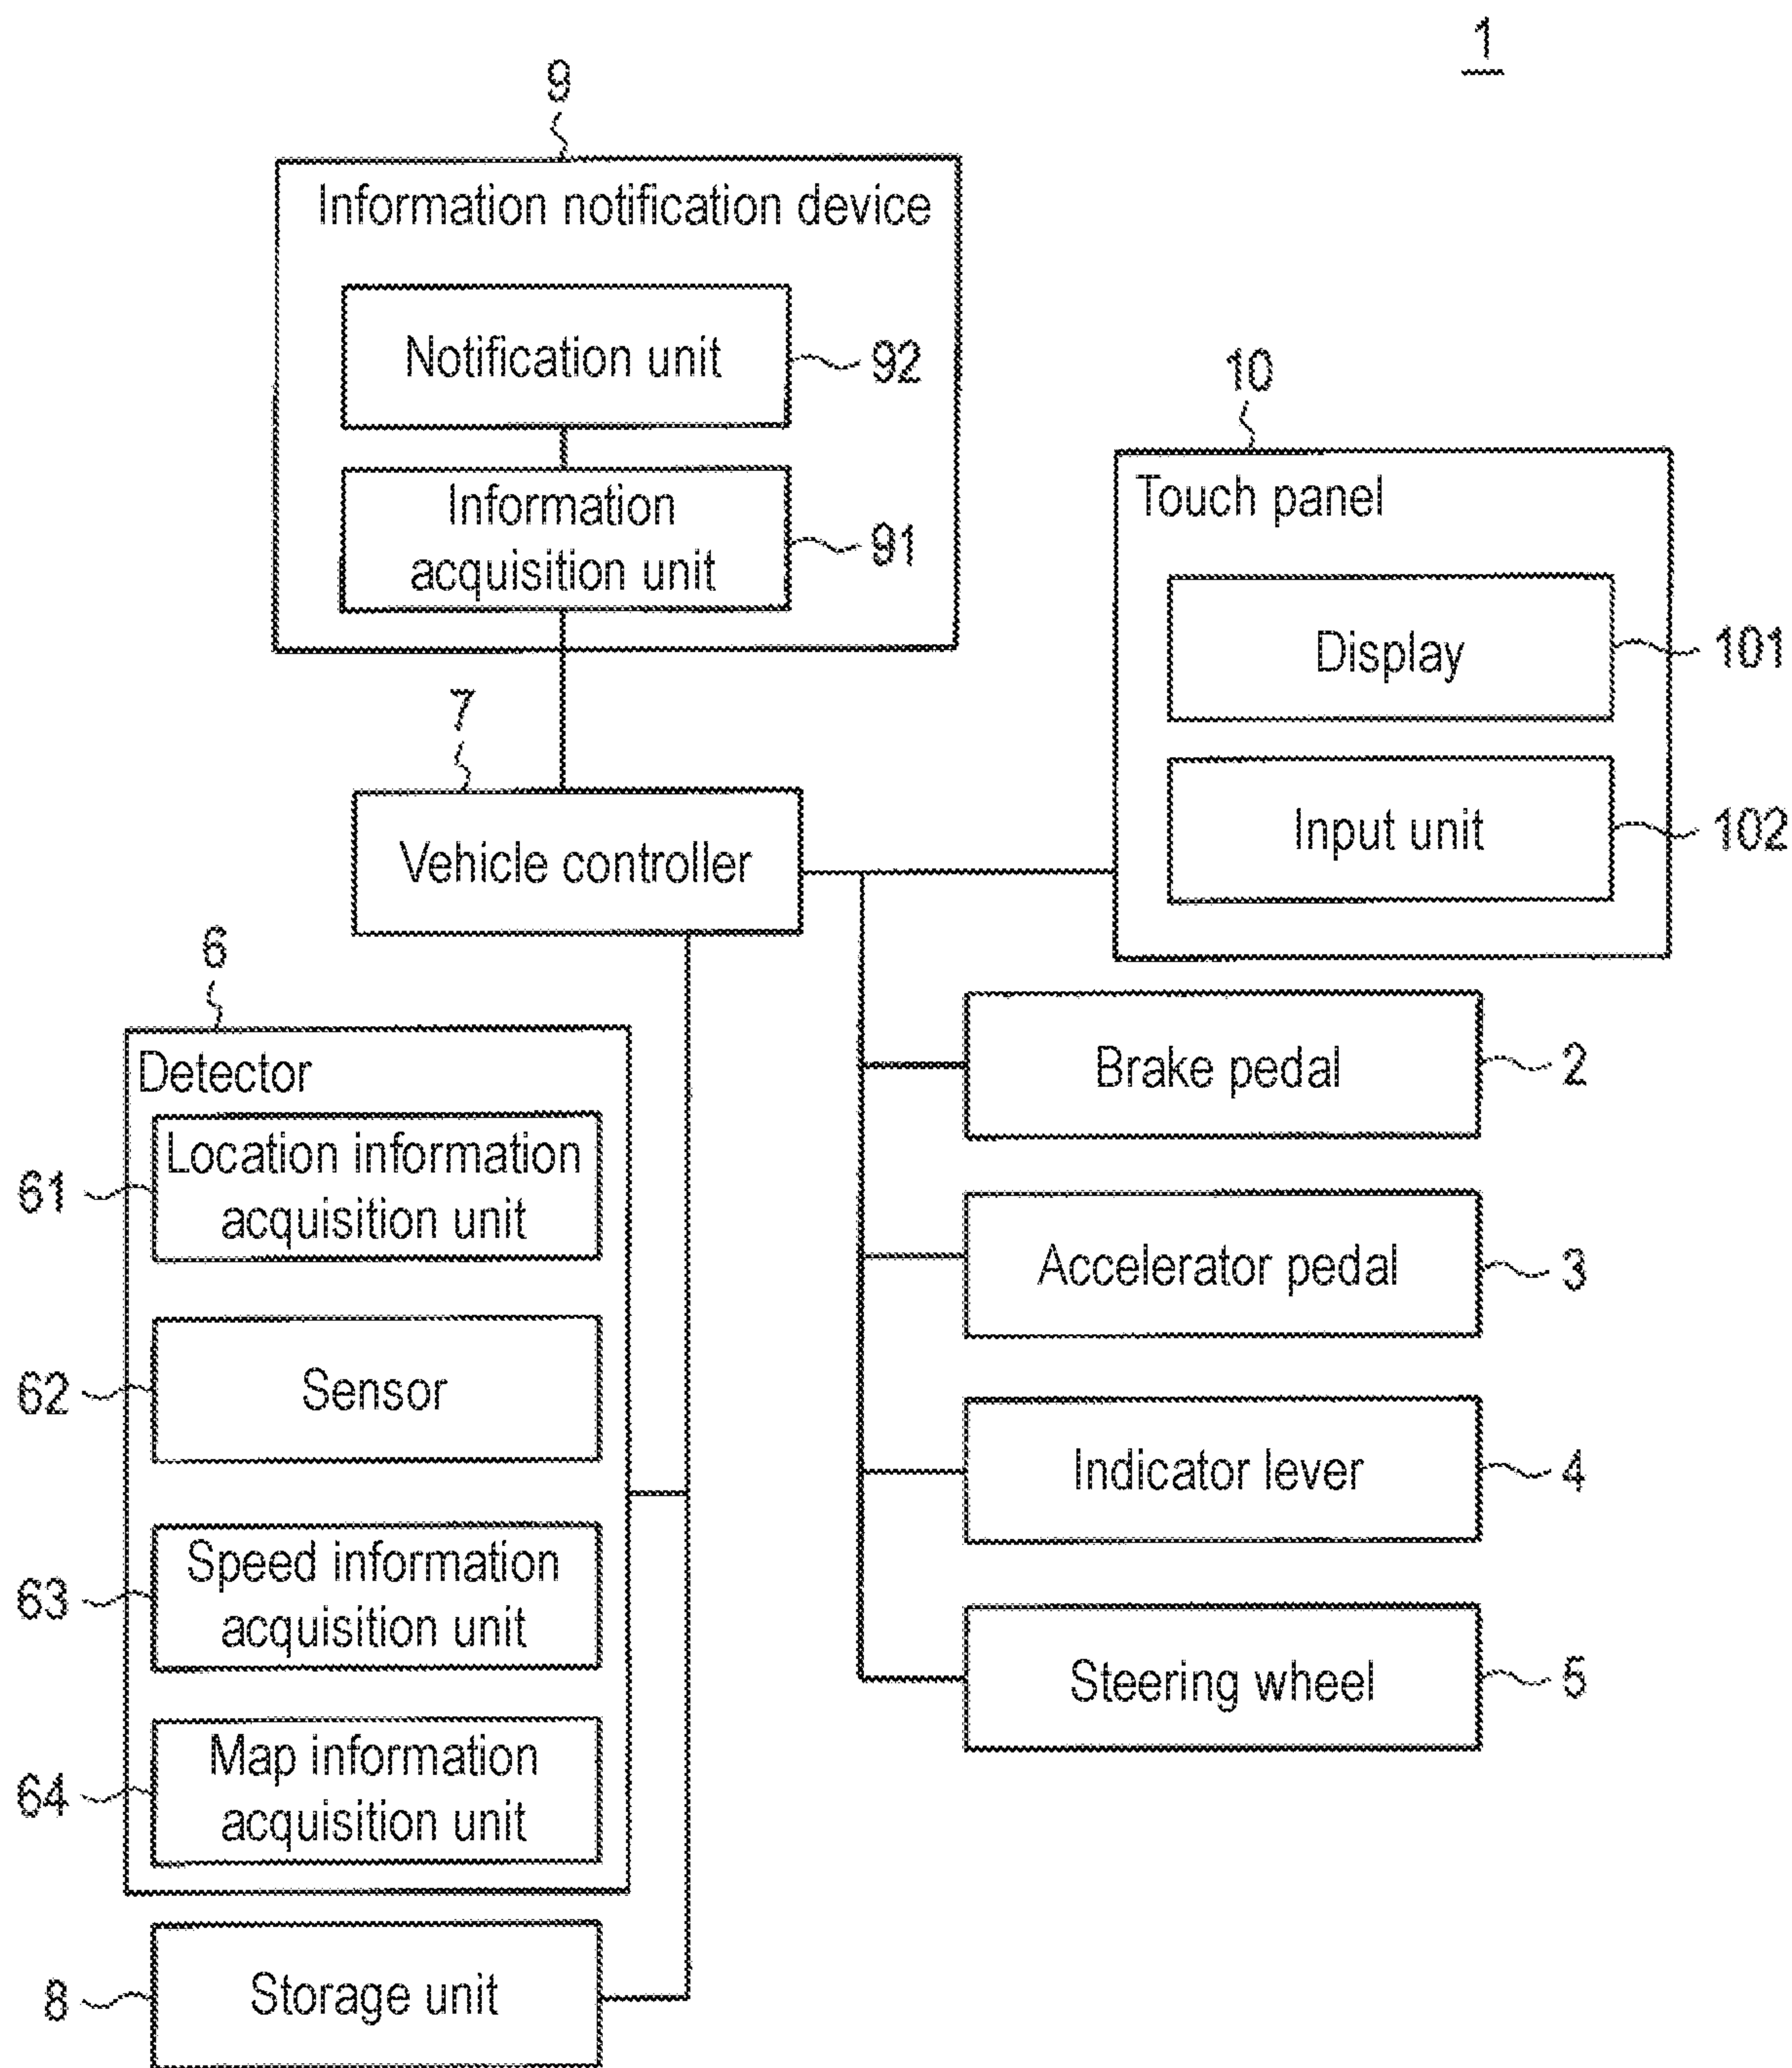 1
9
Information notification device
Notification unit
92
Information
acquisition unit
91
10
Touch panel
Display
101
Input unit
102
7
Vehicle controller
6
Detector
Location information
acquisition unit
61
Sensor
62
Speed information
acquisition unit
63
Map information
acquisition unit
64
Storage unit
8
Brake pedal
2
Accelerator pedal
3
Indicator lever
4
Steering wheel
5